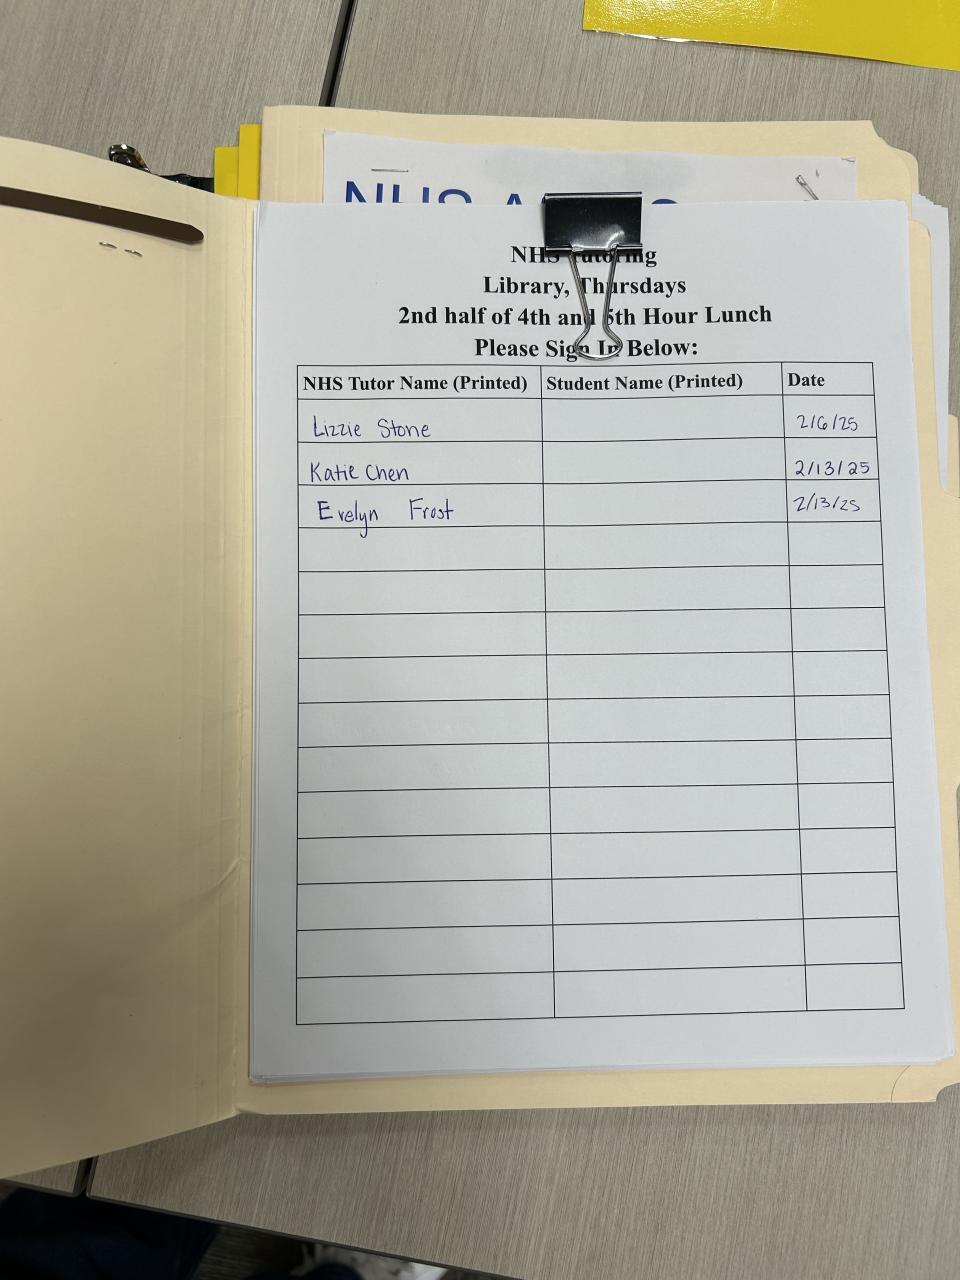 NHS A
NHS Tutoring
Library, Thursdays
2nd half of 4th and 5th Hour Lunch
Please Sign In Below:
NHS Tutor Name (Printed) Student Name (Printed) Date
Lizzie Stone 2/6/25
Katie Chen 2/13/25
Evelyn Frost 2/13/25